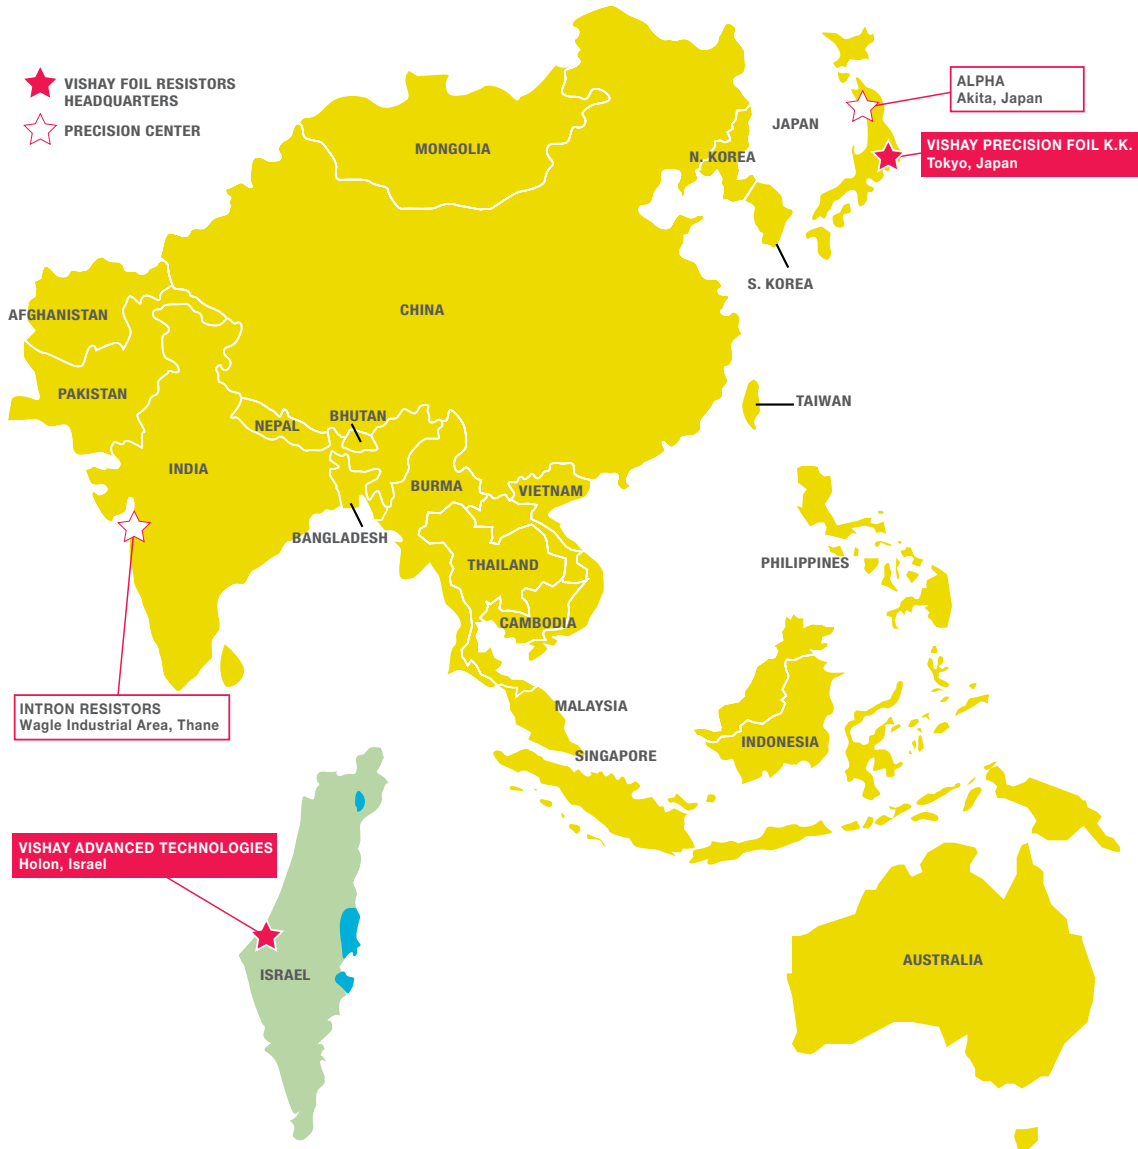 VISHAY FOIL RESISTORS
HEADQUARTERS
PRECISION CENTER
ALPHA
Akita, Japan
JAPAN
VISHAY PRECISION FOIL K.K.
Tokyo, Japan
MONGOLIA
N. KOREA
S. KOREA
AFGHANISTAN
CHINA
PAKISTAN
TAIWAN
BHUTAN
NEPAL
INDIA
BURMA
VIETNAM
BANGLADESH
THAILAND
PHILIPPINES
CAMBODIA
INTRON RESISTORS
Wagle Industrial Area, Thane
MALAYSIA
INDONESIA
SINGAPORE
VISHAY ADVANCED TECHNOLOGIES
Holon, Israel
ISRAEL
AUSTRALIA